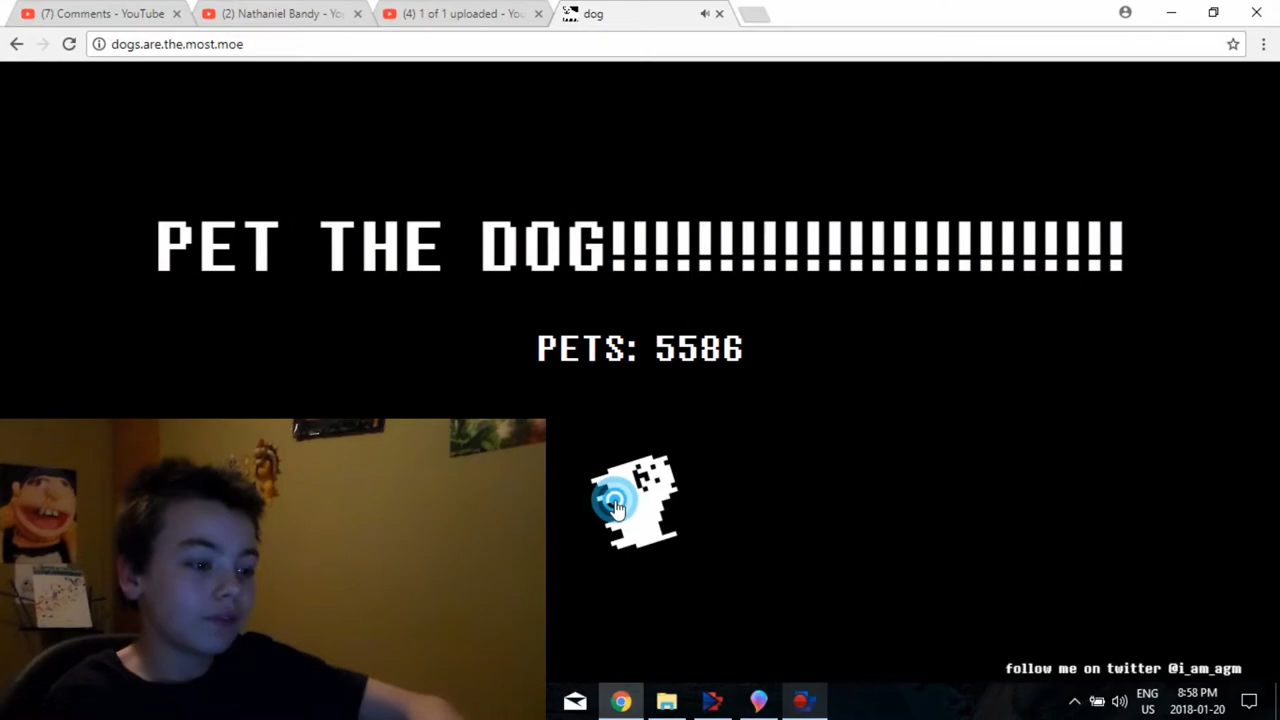 (7) Comments - YouTube
(2) Nathaniel Bandy - Yo
(4) 1 of 1 uploaded - You
dog
dogs.are.the.most.moe
PET THE DOG!!!!!!!!!!!!!!!!!!!!!!!!
PETS: 5586
follow me on twitter @i_am_agm
ENG
US
8:58 PM
2018-01-20